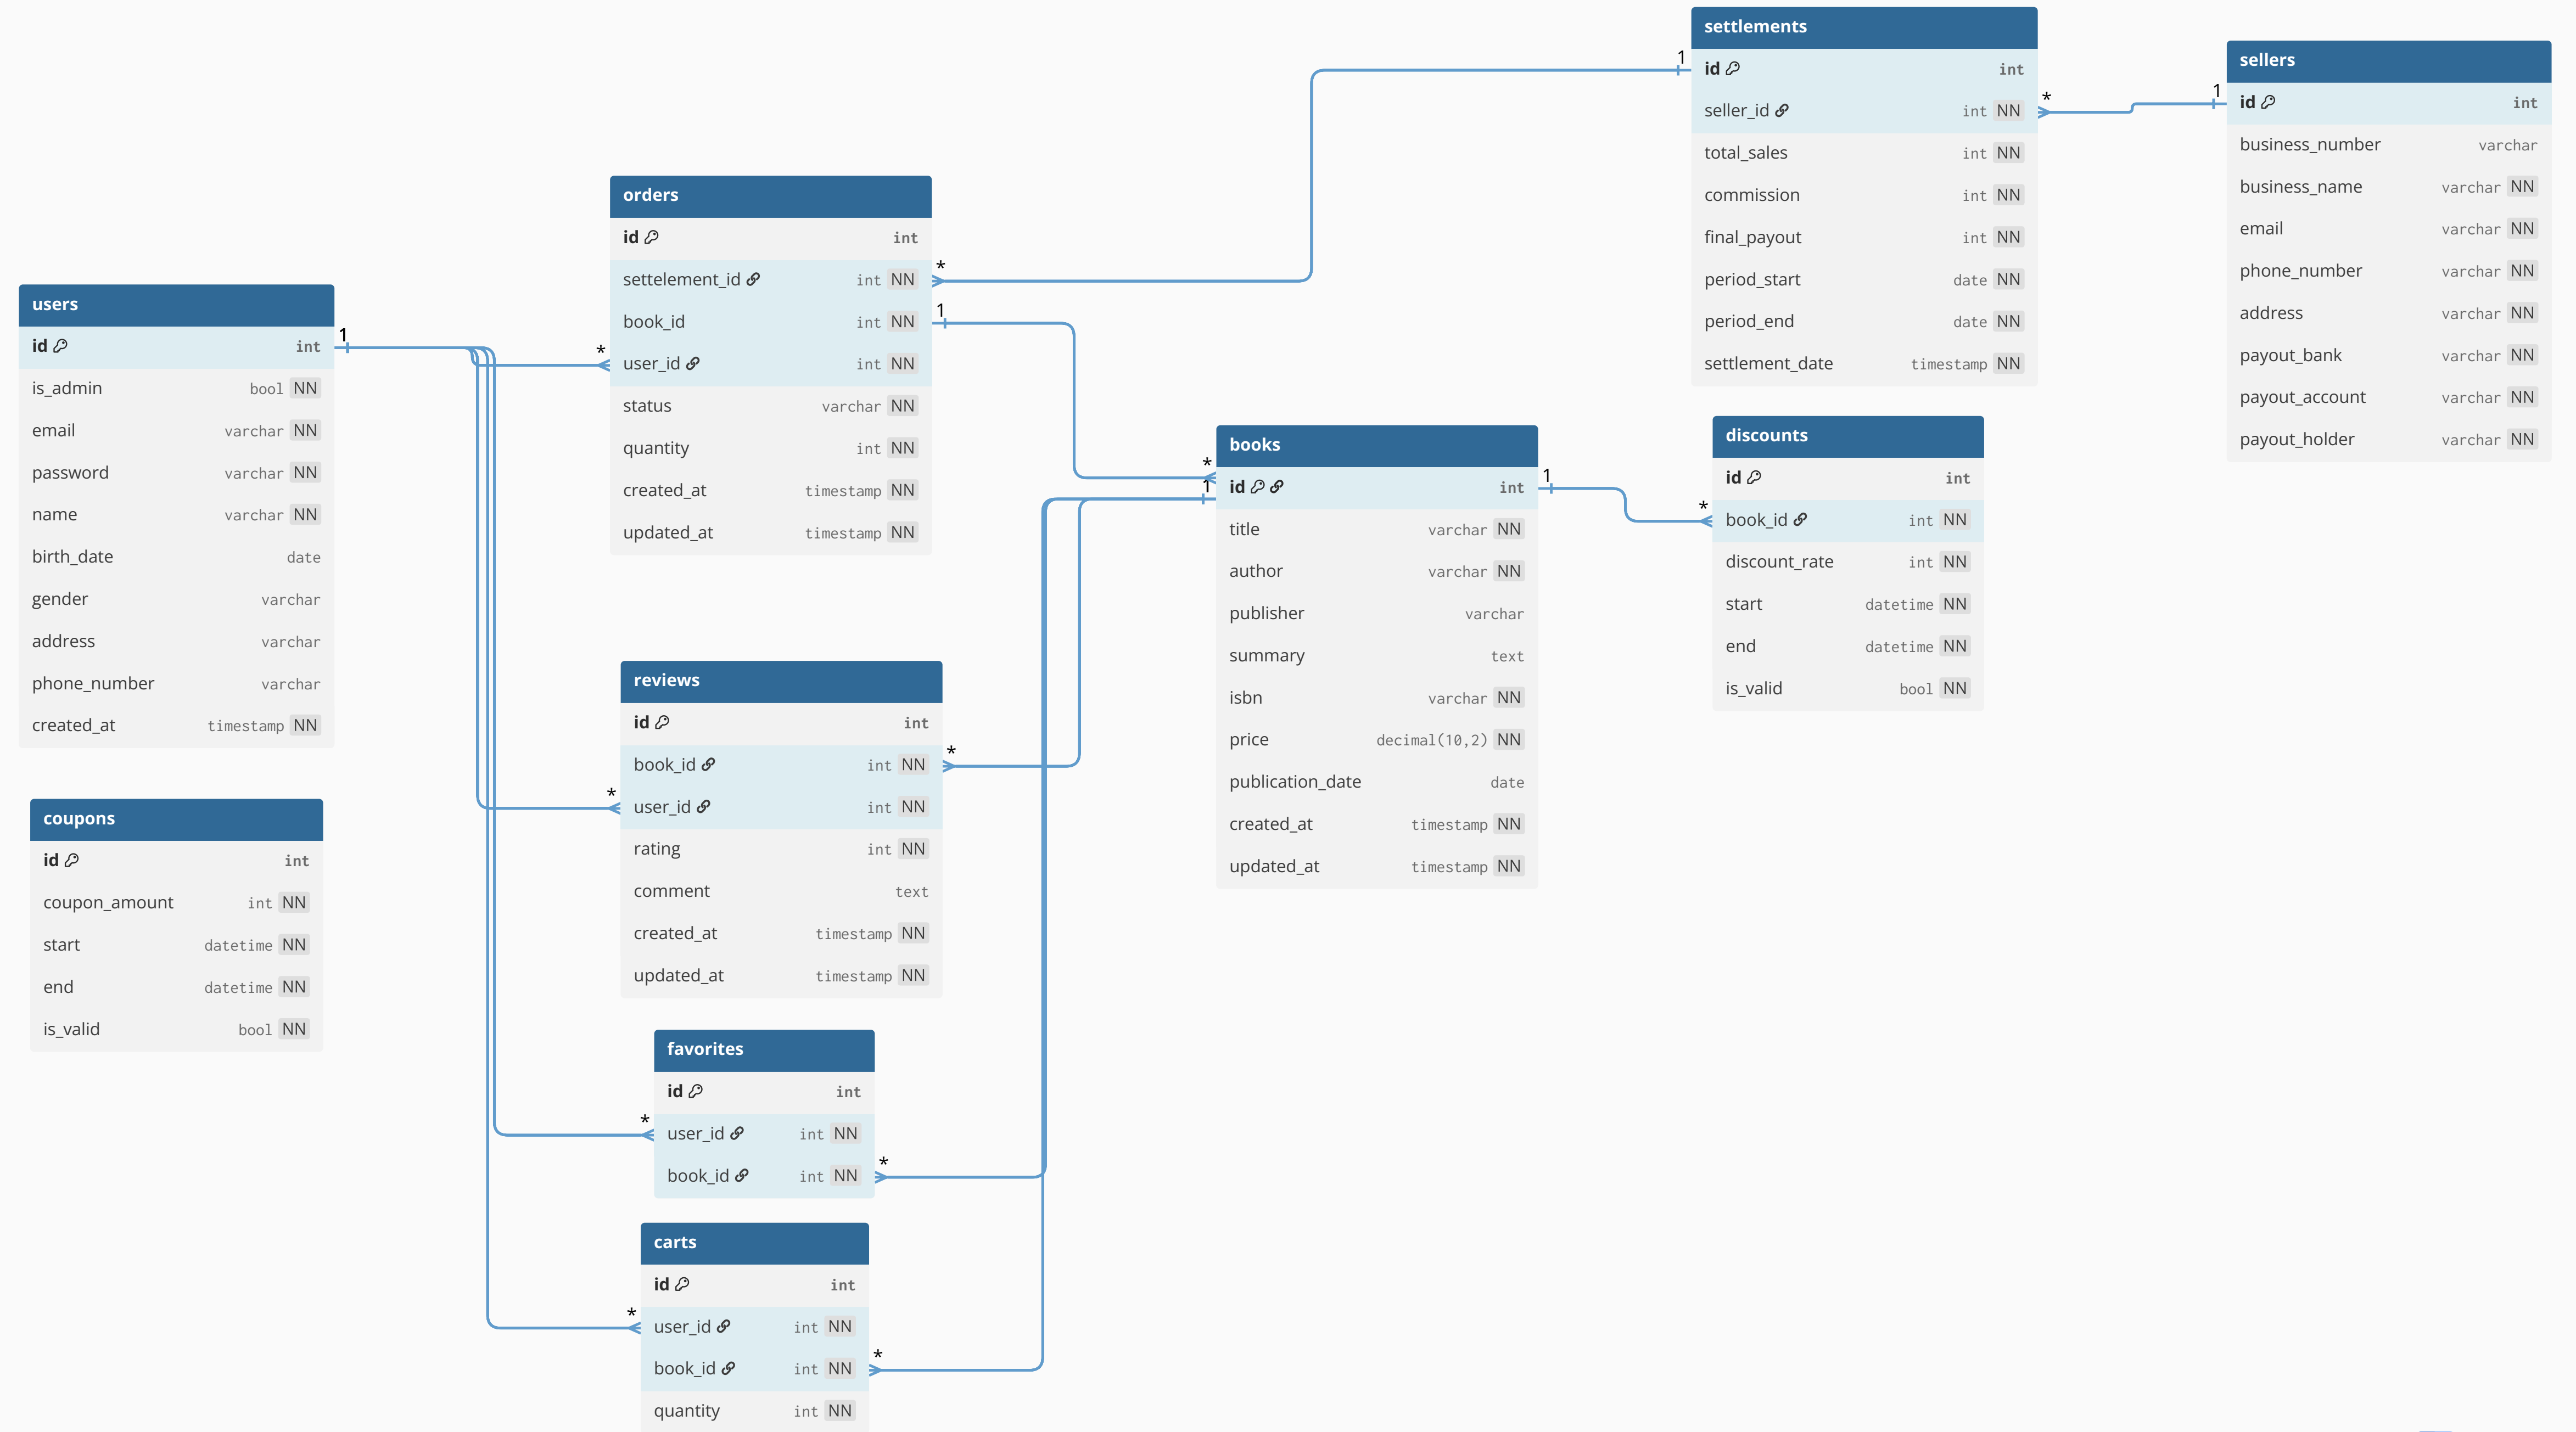 users
id int
is_admin bool NN
email varchar NN
password varchar NN
name varchar NN
birth_date date
gender varchar
address varchar
phone_number varchar
created_at timestamp NN
1
coupons
id int
coupon_amount int NN
start datetime NN
end datetime NN
is_valid bool NN
orders
id int
settelement_id int NN
*
book_id int NN
1
*
user_id int NN
status varchar NN
quantity int NN
created_at timestamp NN
updated_at timestamp NN
reviews
id int
book_id int NN
*
*
user_id int NN
rating int NN
comment text
created_at timestamp NN
updated_at timestamp NN
favorites
id int
*
user_id int NN
book_id int NN
*
carts
id int
*
user_id int NN
book_id int NN
*
quantity int NN
books
*
1
id int
1
title varchar NN
author varchar NN
publisher varchar
summary text
isbn varchar NN
price decimal(10,2) NN
publication_date date
created_at timestamp NN
updated_at timestamp NN
settlements
1
id int
seller_id int NN
*
total_sales int NN
commission int NN
final_payout int NN
period_start date NN
period_end date NN
settlement_date timestamp NN
discounts
id int
*
book_id int NN
discount_rate int NN
start datetime NN
end datetime NN
is_valid bool NN
sellers
1
id int
business_number varchar
business_name varchar NN
email varchar NN
phone_number varchar NN
address varchar NN
payout_bank varchar NN
payout_account varchar NN
payout_holder varchar NN